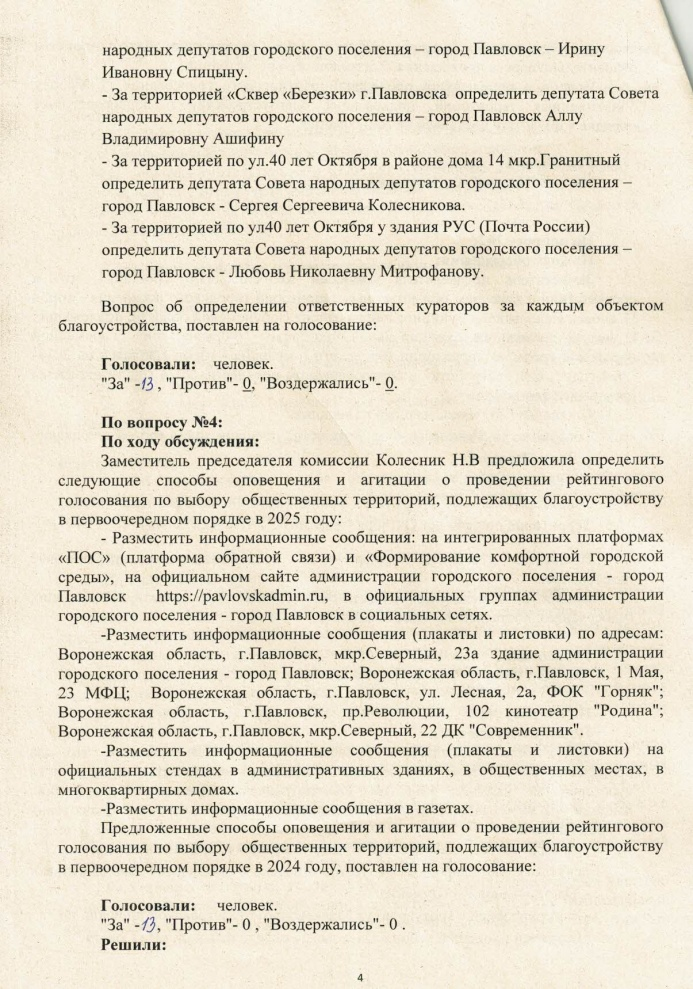 народных депутатов городского поселения – город Павловск – Ирину
Ивановну Спицыну.
- За территорией «Сквер «Березки» г.Павловска определить депутата Совета
народных депутатов городского поселения – город Павловск Аллу
Владимировну Ашифину
- За территорией по ул.40 лет Октября в районе дома 14 мкр.Гранитный
определить депутата Совета народных депутатов городского поселения –
город Павловск - Сергея Сергеевича Колесникова.
- За территорией по ул40 лет Октября у здания РУС (Почта России)
определить депутата Совета народных депутатов городского поселения –
город Павловск - Любовь Николаевну Митрофанову.
Вопрос об определении ответственных кураторов за каждым объектом
благоустройства, поставлен на голосование:
Голосовали: человек.
"За" -13 , "Против"- 0, "Воздержались"- 0.
По вопросу №4:
По ходу обсуждения:
Заместитель председателя комиссии Колесник Н.В предложила определить
следующие способы оповещения и агитации о проведении рейтингового
голосования по выбору общественных территорий, подлежащих благоустройству
в первоочередном порядке в 2025 году:
- Разместить информационные сообщения: на интегрированных платформах
«ПОС» (платформа обратной связи) и «Формирование комфортной городской
среды», на официальном сайте администрации городского поселения - город
Павловск https://pavlovskadmin.ru, в официальных группах администрации
городского поселения - город Павловск в социальных сетях.
-Разместить информационные сообщения (плакаты и листовки) по адресам:
Воронежская область, г.Павловск, мкр.Северный, 23а здание администрации
городского поселения - город Павловск; Воронежская область, г.Павловск, 1 Мая,
23 МФЦ; Воронежская область, г.Павловск, ул. Лесная, 2а, ФОК "Горняк";
Воронежская область, г.Павловск, пр.Революции, 102 кинотеатр "Родина";
Воронежская область, г.Павловск, мкр.Северный, 22 ДК "Современник".
-Разместить информационные сообщения (плакаты и листовки) на
официальных стендах в административных зданиях, в общественных местах, в
многоквартирных домах.
-Разместить информационные сообщения в газетах.
Предложенные способы оповещения и агитации о проведении рейтингового
голосования по выбору общественных территорий, подлежащих благоустройству
в первоочередном порядке в 2024 году, поставлен на голосование:
Голосовали: человек.
"За" -13, "Против"- 0 , "Воздержались"- 0 .
Решили:
4